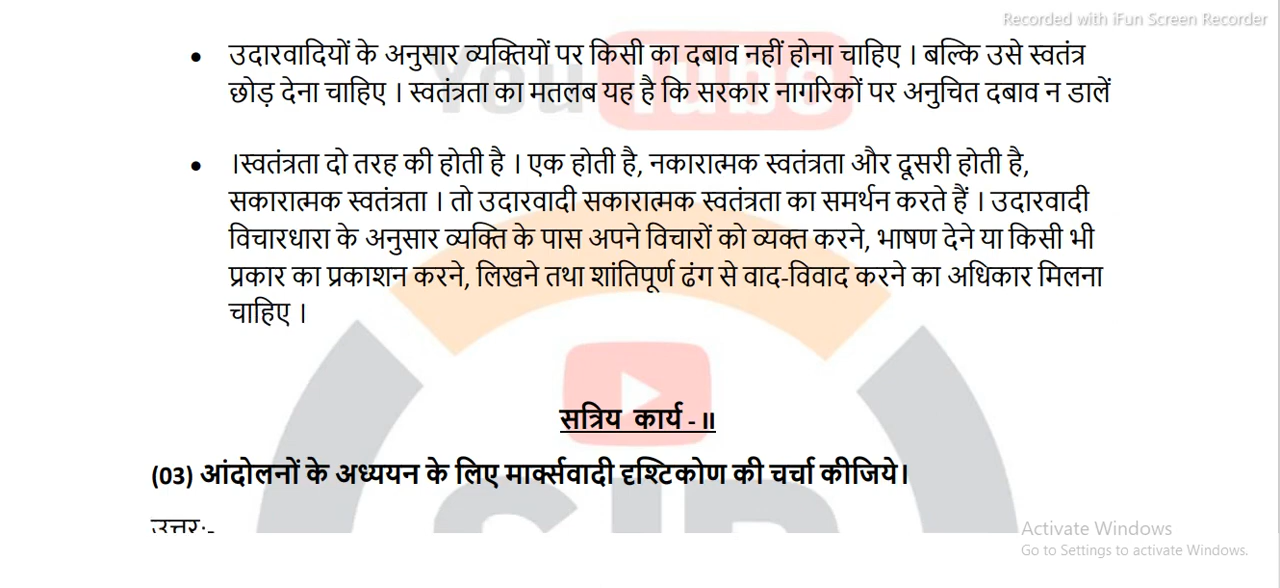 Recorded with iFun Screen Recorder
YouTube
• उदारवादियों के अनुसार व्यक्तियों पर किसी का दबाव नहीं होना चाहिए । बल्कि उसे स्वतंत्र
छोड़ देना चाहिए । स्वतंत्रता का मतलब यह है कि सरकार नागरिकों पर अनुचित दबाव न डालें
• ।स्वतंत्रता दो तरह की होती है । एक होती है, नकारात्मक स्वतंत्रता और दूसरी होती है,
सकारात्मक स्वतंत्रता । तो उदारवादी सकारात्मक स्वतंत्रता का समर्थन करते हैं । उदारवादी
विचारधारा के अनुसार व्यक्ति के पास अपने विचारों को व्यक्त करने, भाषण देने या किसी भी
प्रकार का प्रकाशन करने, लिखने तथा शांतिपूर्ण ढंग से वाद-विवाद करने का अधिकार मिलना
चाहिए ।
सत्रिय कार्य - II
(03) आंदोलनों के अध्ययन के लिए मार्क्सवादी दृश्टिकोण की चर्चा कीजिये।
उत्तर:-
Activate Windows
Go to Settings to activate Windows.